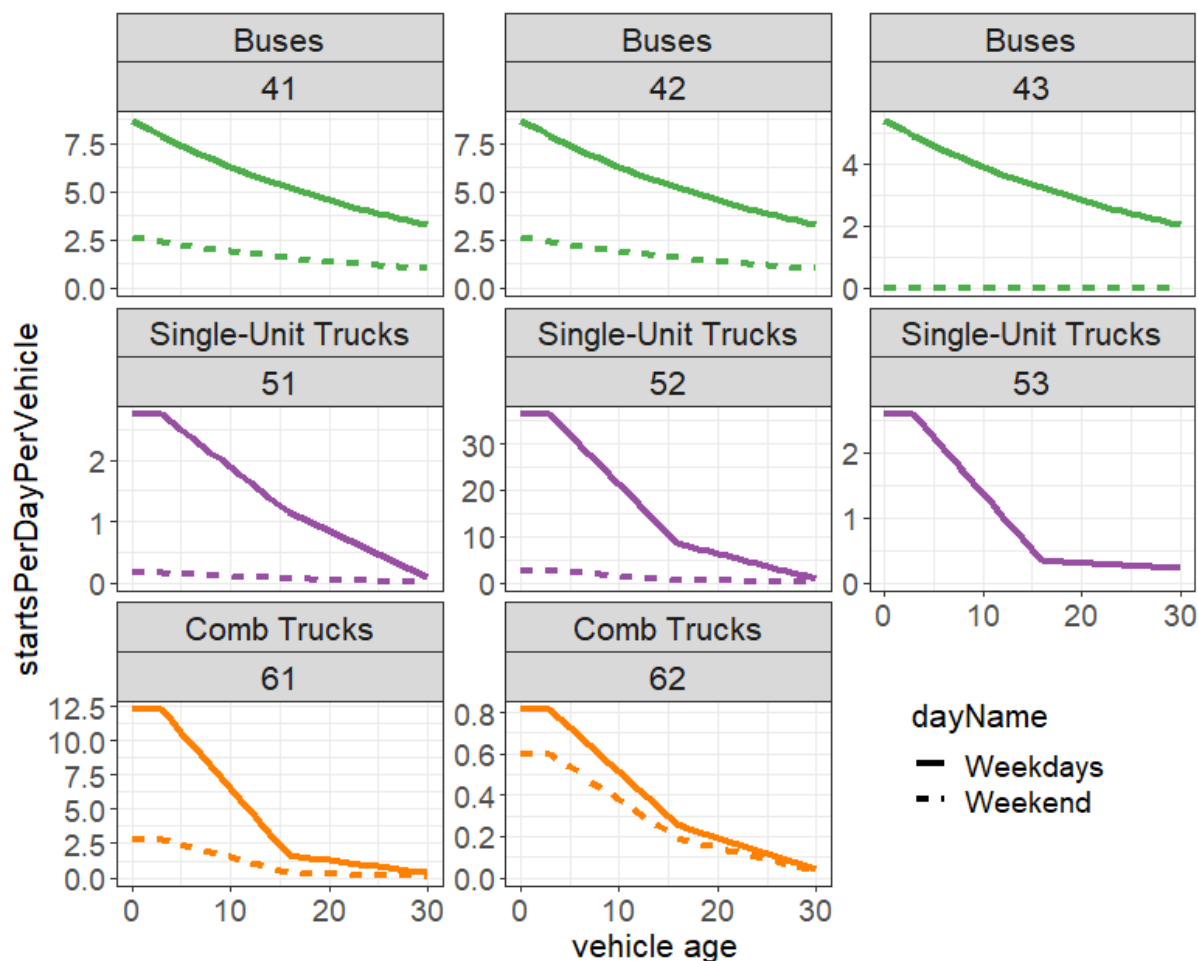 Buses Buses Buses
41 42 43
7.5 7.5
5.0 5.0 4
2.5 2.5 2
0.0 0.0 0
Single-Unit Trucks Single-Unit Trucks Single-Unit Trucks
51 52 53
2 30 2
20
1 10 1
0 0 0
0 10 20 30
Comb Trucks Comb Trucks
61 62
12.5 0.8
10.0 0.6
7.5 0.4
5.0 0.2
2.5 0.0
0.0
0 10 20 30 0 10 20 30
startsPerDayPerVehicle
vehicle age
dayName
Weekdays
Weekend